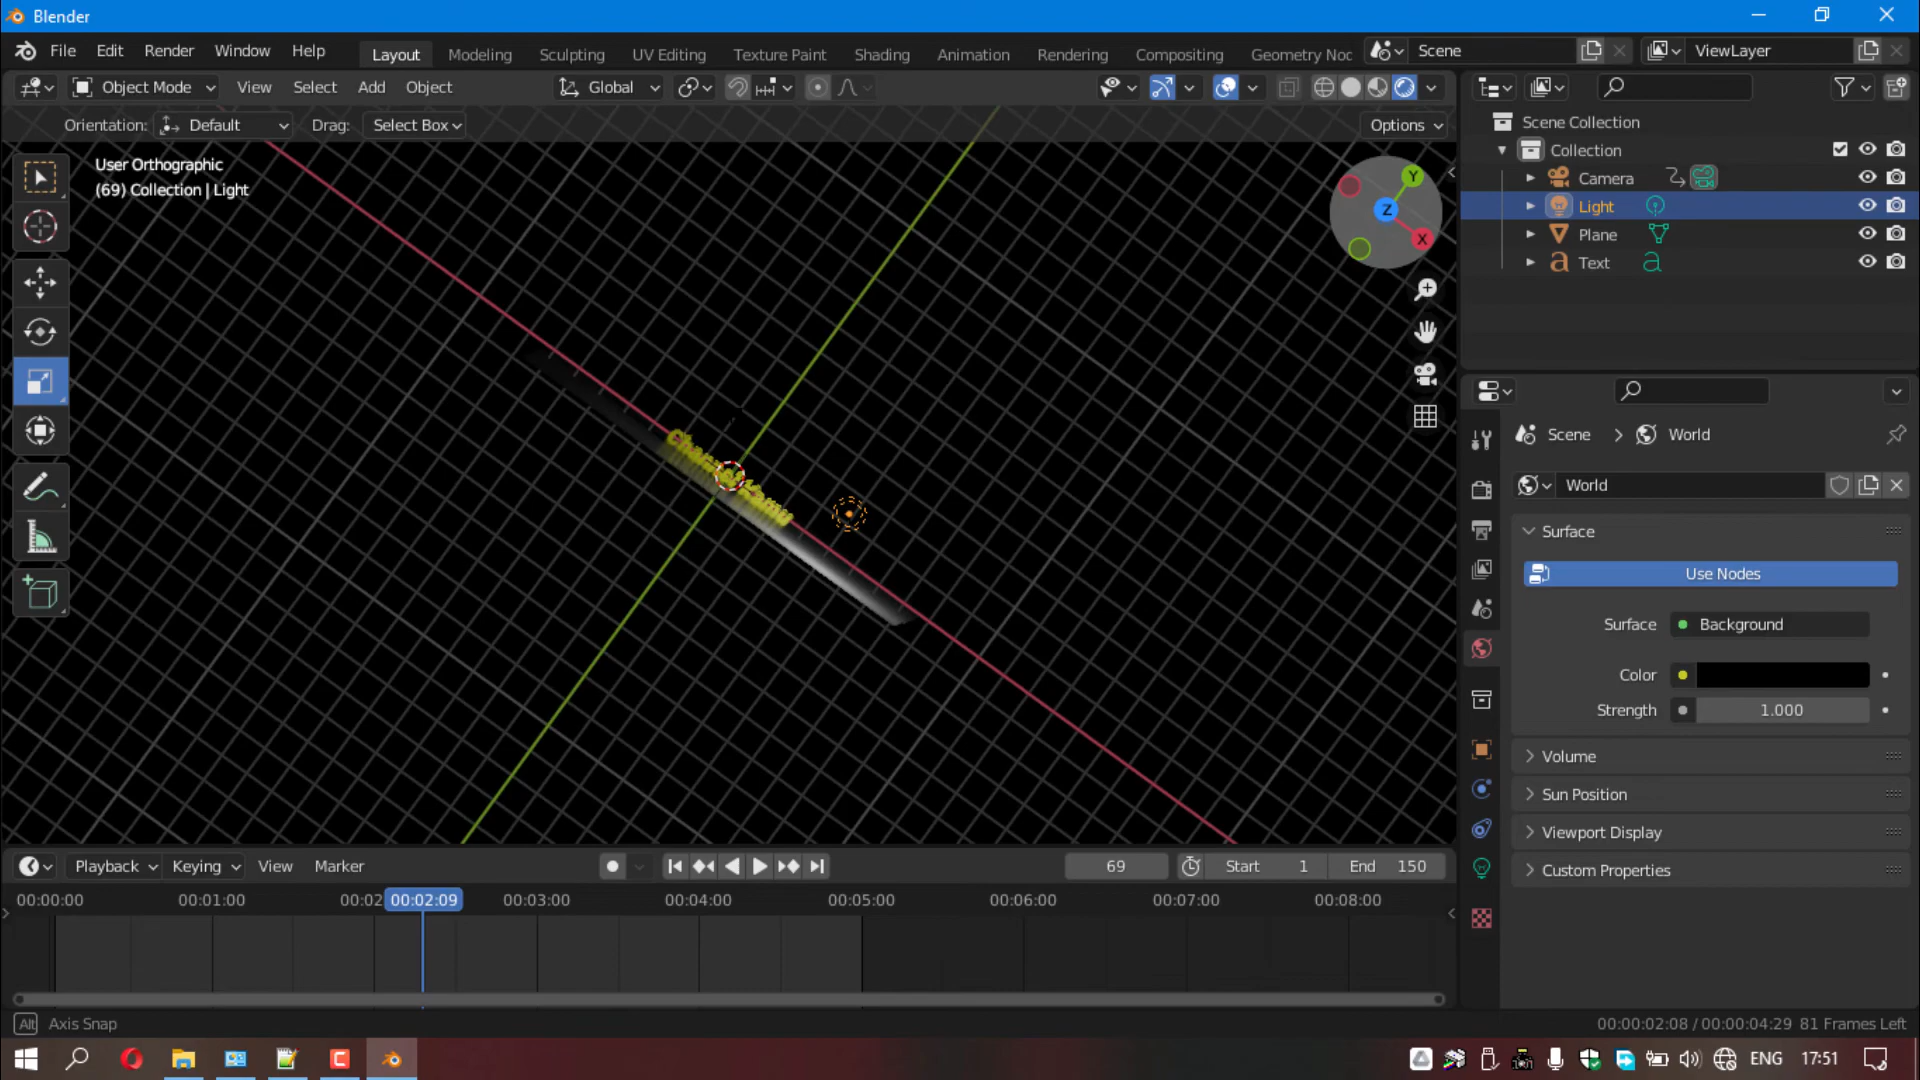 Blender
File Edit Render Window Help Layout Modeling Sculpting UV Editing Texture Paint Shading Animation Rendering Compositing Geometry Noc Scene ViewLayer
Object Mode View Select Add Object Global
Orientation: Default Drag: Select Box Options
User Orthographic
(69) Collection | Light
Y
Z
X
Scene Collection
Collection
Camera
Light
Plane
Text
Scene > World
World
Surface
Use Nodes
Surface Background
Color
Strength 1.000
Volume
Sun Position
Viewport Display
Custom Properties
Playback Keying View Marker 69 Start 1 End 150
00:00:00 00:01:00 00:02 00:02:09 00:03:00 00:04:00 00:05:00 00:06:00 00:07:00 00:08:00
Alt Axis Snap 00:00:02:08 / 00:00:04:29 81 Frames Left
ENG 17:51